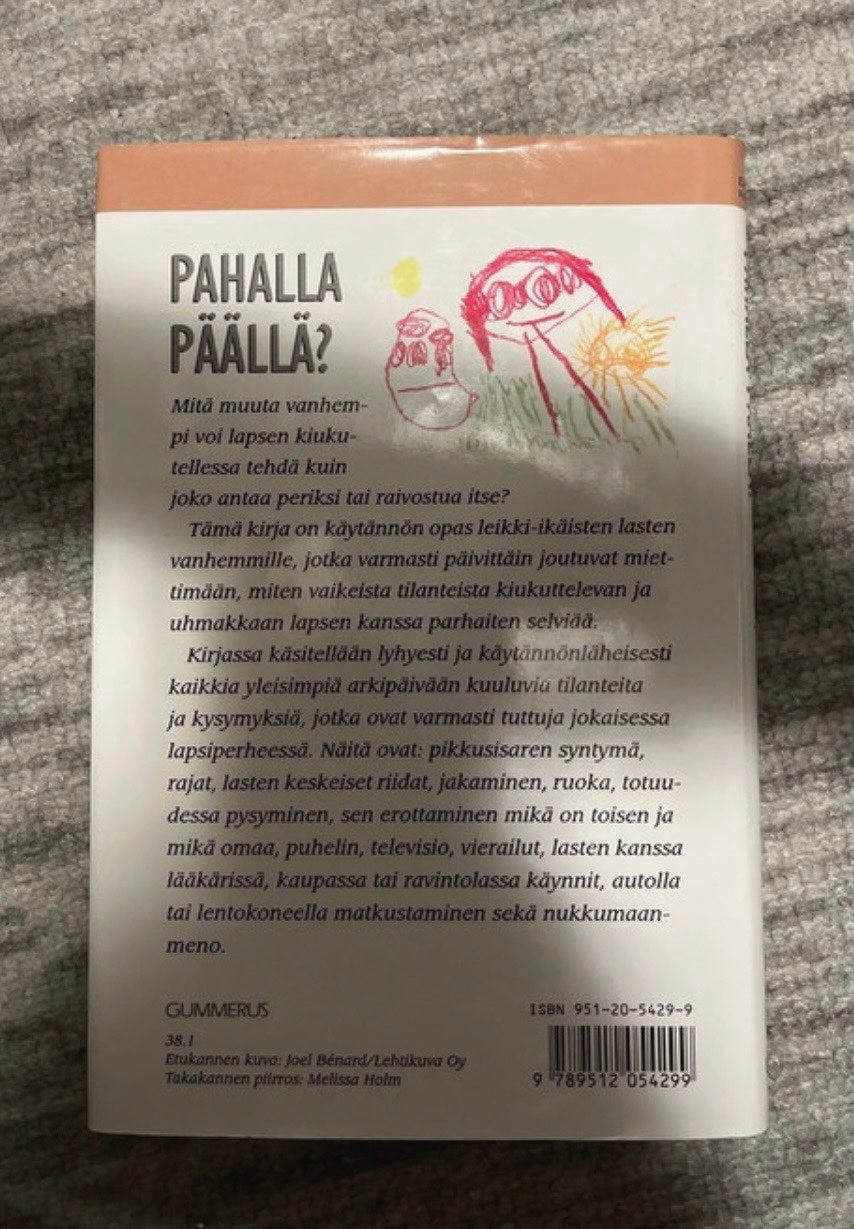 PAHALLA
PÄÄLLÄ?
Mitä muuta vanhem-
pi voi lapsen kiuku-
tellessa tehdä kuin
joko antaa periksi tai raivostua itse?
Tämä kirja on käytännön opas leikki-ikäisten lasten
vanhemmille, jotka varmasti päivittäin joutuvat miet-
timään, miten vaikeista tilanteista kiukuttelevan ja
uhmakkaan lapsen kanssa parhaiten selviää.
Kirjassa käsitellään lyhyesti ja käytännönläheisesti
kaikkia yleisimpiä arkipäivään kuuluvia tilanteita
ja kysymyksiä, jotka ovat varmasti tuttuja jokaisessa
lapsiperheessä. Näitä ovat: pikkusisaren syntymä,
rajat, lasten keskeiset riidat, jakaminen, ruoka, totuu-
dessa pysyminen, sen erottaminen mikä on toisen ja
mikä omaa, puhelin, televisio, vierailut, lasten kanssa
lääkärissä, kaupassa tai ravintolassa käynnit, autolla
tai lentokoneella matkustaminen sekä nukkumaan-
meno.
GUMMERUS
38.1
Etukannen kuva: Joel Bénard/Lehtikuva Oy
Takakannen piirros: Melissa Holm
ISBN 951-20-5429-9
9 789512 054299